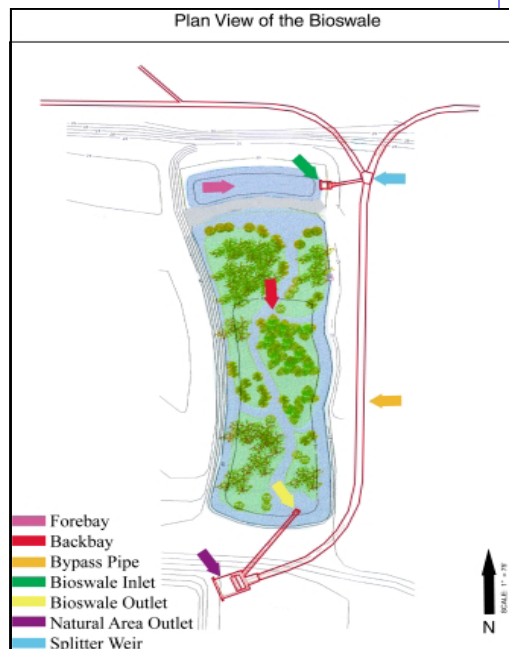 Plan View of the Bioswale
Forebay
Backbay
Bypass Pipe
Bioswale Inlet
Bioswale Outlet
Natural Area Outlet
Splitter Weir
N